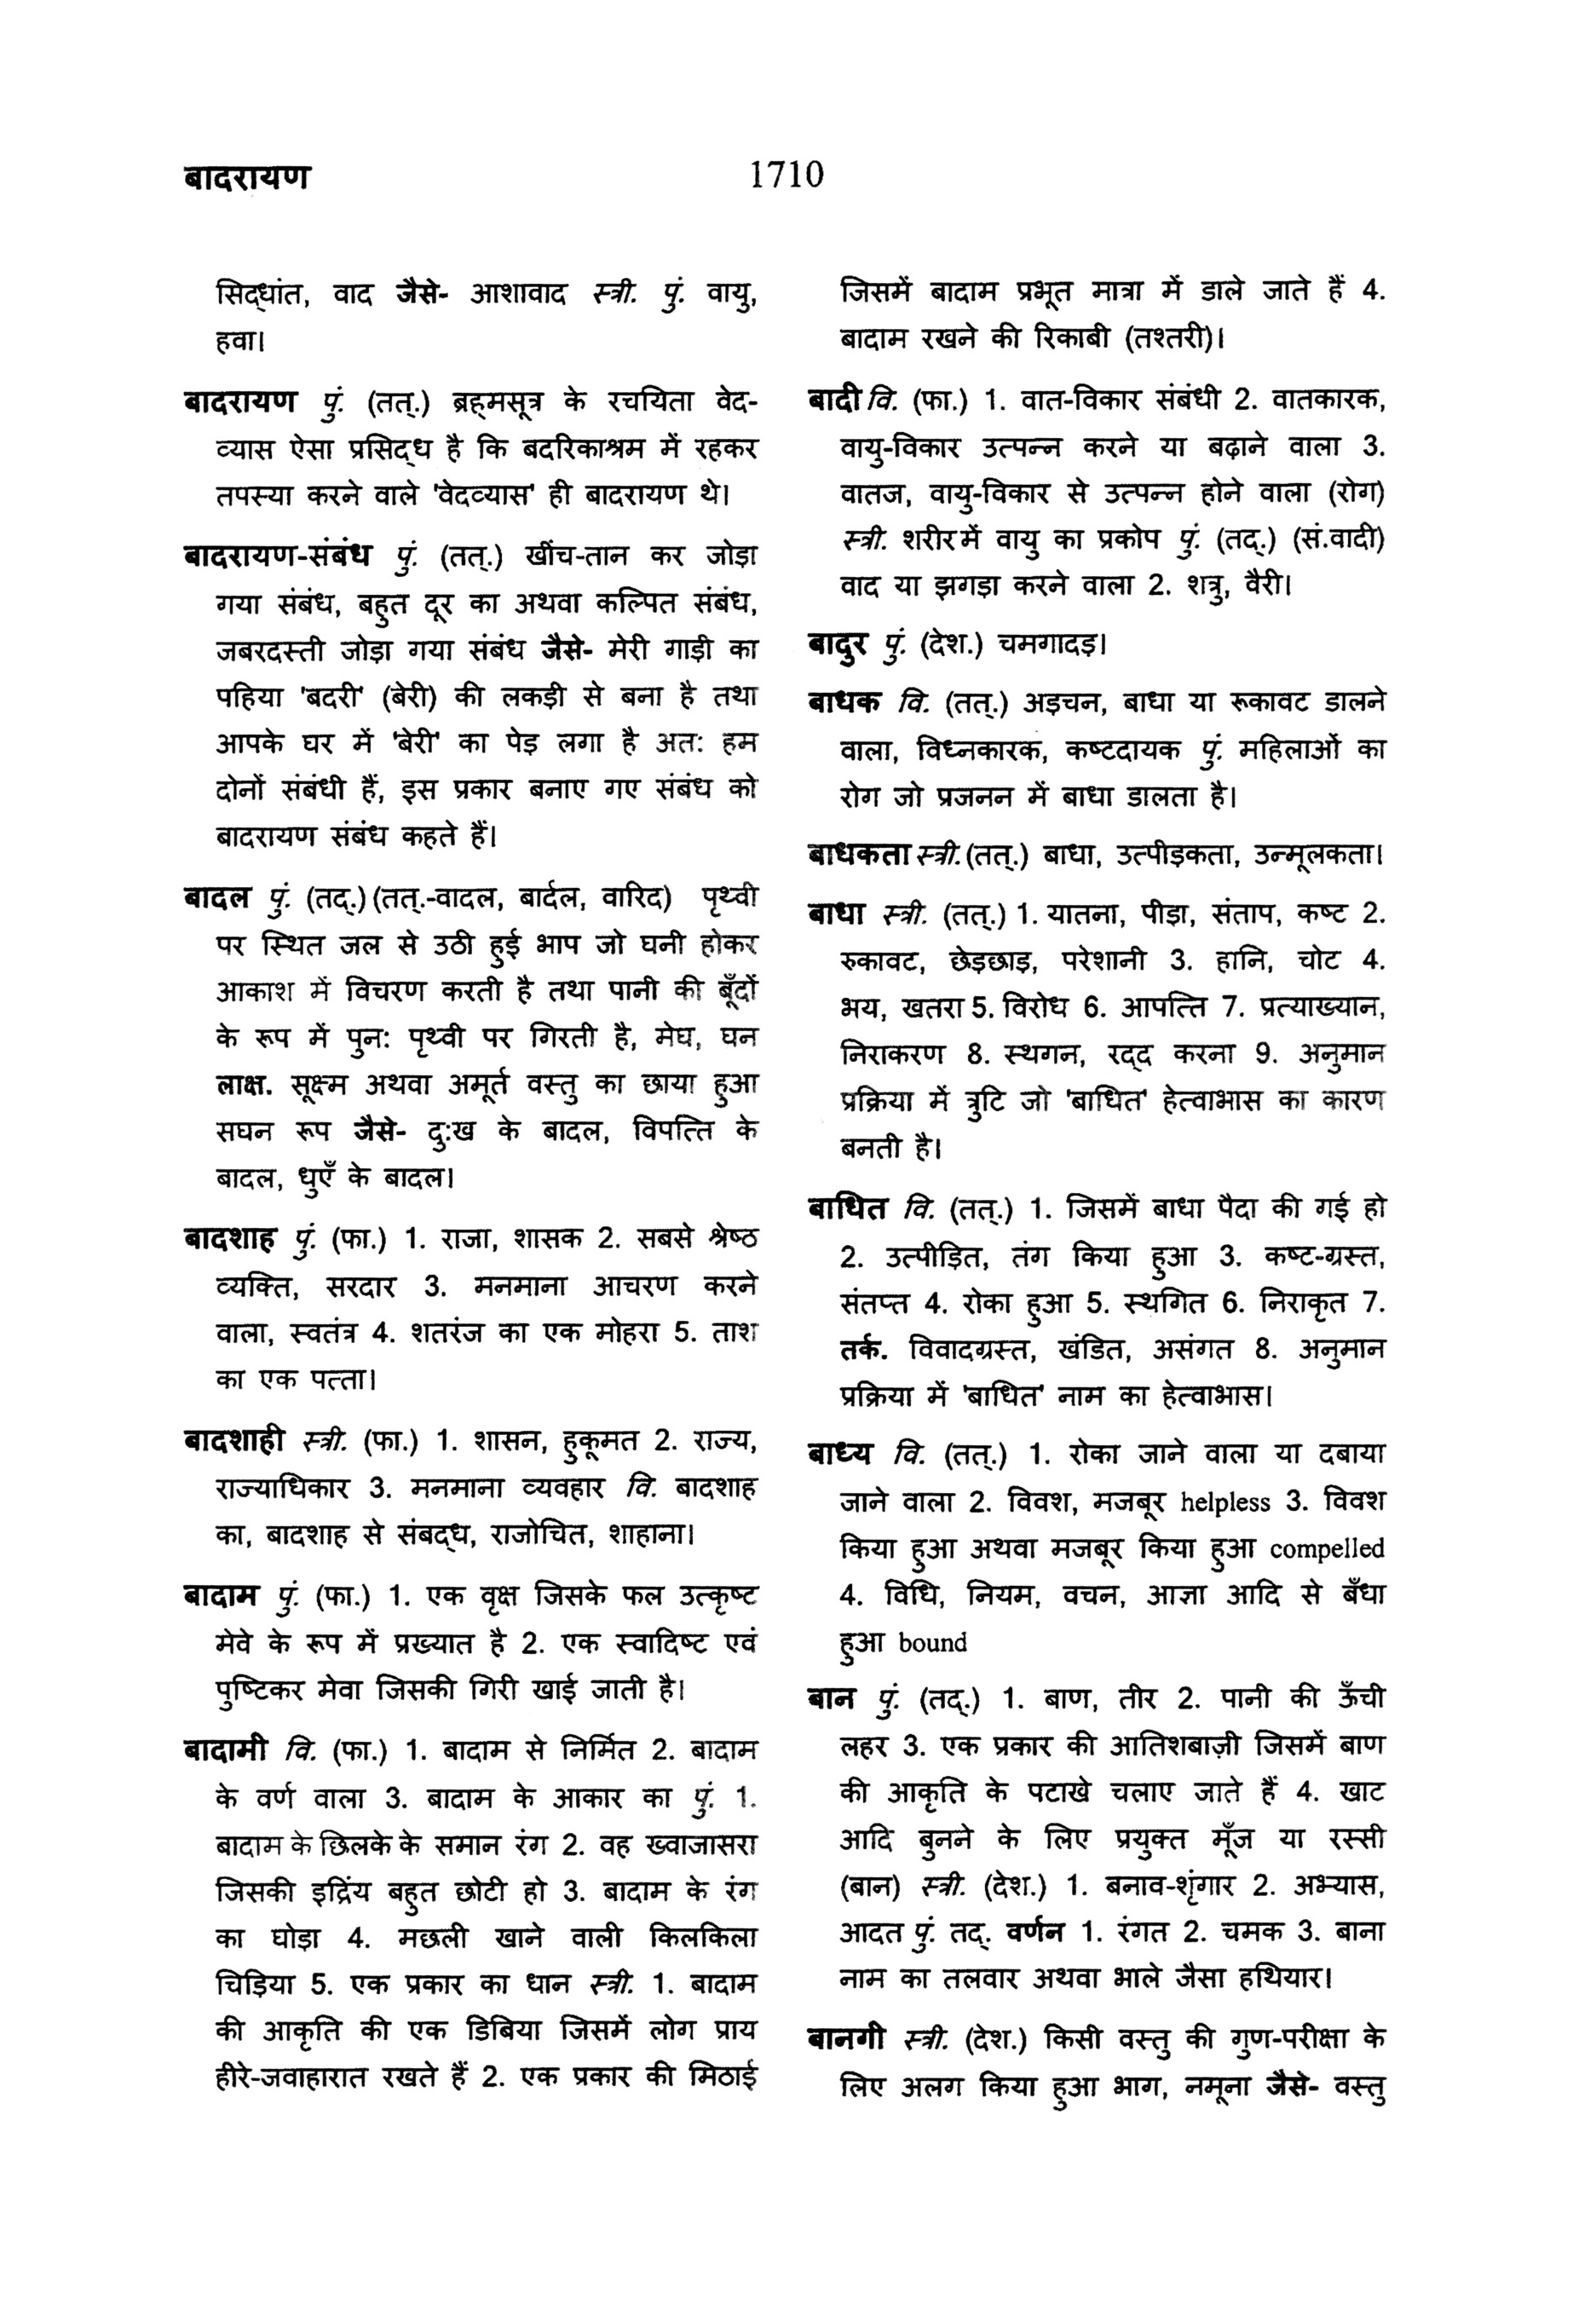 बादरायण
1710
सिद्धांत, वाद जैसे- आशावाद स्त्री. पुं. वायु,
हवा।
बादरायण पुं. (तत्.) ब्रह्मसूत्र के रचयिता वेद-
व्यास ऐसा प्रसिद्ध है कि बदरिकाश्रम में रहकर
तपस्या करने वाले 'वेदव्यास' ही बादरायण थे।
बादरायण-संबंध पुं. (तत्.) खींच-तान कर जोड़ा
गया संबंध, बहुत दूर का अथवा कल्पित संबंध,
जबरदस्ती जोड़ा गया संबंध जैसे- मेरी गाड़ी का
पहिया 'बदरी' (बेरी) की लकड़ी से बना है तथा
आपके घर में 'बेरी' का पेड़ लगा है अत: हम
दोनों संबंधी हैं, इस प्रकार बनाए गए संबंध को
बादरायण संबंध कहते हैं।
बादल पुं. (तद्.) (तत्.-वादल, बार्दल, वारिद) पृथ्वी
पर स्थित जल से उठी हुई भाप जो घनी होकर
आकाश में विचरण करती है तथा पानी की बूँदों
के रूप में पुन: पृथ्वी पर गिरती है, मेघ, घन
लाक्ष. सूक्ष्म अथवा अमूर्त वस्तु का छाया हुआ
सघन रूप जैसे- दु:ख के बादल, विपत्ति के
बादल, धुएँ के बादल।
बादशाह पुं. (फा.) 1. राजा, शासक 2. सबसे श्रेष्ठ
व्यक्ति, सरदार 3. मनमाना आचरण करने
वाला, स्वतंत्र 4. शतरंज का एक मोहरा 5. ताश
का एक पत्ता।
बादशाही स्त्री. (फा.) 1. शासन, हुकूमत 2. राज्य,
राज्याधिकार 3. मनमाना व्यवहार वि. बादशाह
का, बादशाह से संबद्ध, राजोचित, शाहाना।
बादाम पुं. (फा.) 1. एक वृक्ष जिसके फल उत्कृष्ट
मेवे के रूप में प्रख्यात है 2. एक स्वादिष्ट एवं
पुष्टिकर मेवा जिसकी गिरी खाई जाती है।
बादामी वि. (फा.) 1. बादाम से निर्मित 2. बादाम
के वर्ण वाला 3. बादाम के आकार का पुं. 1.
बादाम के छिलके के समान रंग 2. वह ख्वाजासरा
जिसकी इद्रिंय बहुत छोटी हो 3. बादाम के रंग
का घोड़ा 4. मछली खाने वाली किलकिला
चिड़िया 5. एक प्रकार का धान स्त्री. 1. बादाम
की आकृति की एक डिबिया जिसमें लोग प्राय
हीरे-जवाहारात रखते हैं 2. एक प्रकार की मिठाई
जिसमें बादाम प्रभूत मात्रा में डाले जाते हैं 4.
बादाम रखने की रिकाबी (तश्तरी)।
बादी वि. (फा.) 1. वात-विकार संबंधी 2. वातकारक,
वायु-विकार उत्पन्न करने या बढ़ाने वाला 3.
वातज, वायु-विकार से उत्पन्न होने वाला (रोग)
स्त्री. शरीर में वायु का प्रकोप पुं. (तद्.) (सं.वादी)
वाद या झगड़ा करने वाला 2. शत्रु, वैरी।
बादुर पुं. (देश.) चमगादड़।
बाधक वि. (तत्.) अड़चन, बाधा या रूकावट डालने
वाला, विघ्नकारक, कष्टदायक पुं. महिलाओं का
रोग जो प्रजनन में बाधा डालता है।
बाधकता स्त्री. (तत्.) बाधा, उत्पीड़कता, उन्मूलकता।
बाधा स्त्री. (तत्.) 1. यातना, पीड़ा, संताप, कष्ट 2.
रुकावट, छेड़छाड़, परेशानी 3. हानि, चोट 4.
भय, खतरा 5. विरोध 6. आपत्ति 7. प्रत्याख्यान,
निराकरण 8. स्थगन, रद्द करना 9. अनुमान
प्रक्रिया में त्रुटि जो 'बाधित' हेत्वाभास का कारण
बनती है।
बाधित वि. (तत्.) 1. जिसमें बाधा पैदा की गई हो
2. उत्पीड़ित, तंग किया हुआ 3. कष्ट-ग्रस्त,
संतप्त 4. रोका हुआ 5. स्थगित 6. निराकृत 7.
तर्क. विवादग्रस्त, खंडित, असंगत 8. अनुमान
प्रक्रिया में 'बाधित' नाम का हेत्वाभास।
बाध्य वि. (तत्.) 1. रोका जाने वाला या दबाया
जाने वाला 2. विवश, मजबूर helpless 3. विवश
किया हुआ अथवा मजबूर किया हुआ compelled
4. विधि, नियम, वचन, आज्ञा आदि से बँधा
हुआ bound
बान पुं. (तद्.) 1. बाण, तीर 2. पानी की ऊँची
लहर 3. एक प्रकार की आतिशबाज़ी जिसमें बाण
की आकृति के पटाखे चलाए जाते हैं 4. खाट
आदि बुनने के लिए प्रयुक्त मूँज या रस्सी
(बान) स्त्री. (देश.) 1. बनाव-शृंगार 2. अभ्यास,
आदत पुं. तद्. वर्णन 1. रंगत 2. चमक 3. बाना
नाम का तलवार अथवा भाले जैसा हथियार।
बानगी स्त्री. (देश.) किसी वस्तु की गुण-परीक्षा के
लिए अलग किया हुआ भाग, नमूना जैसे- वस्तु